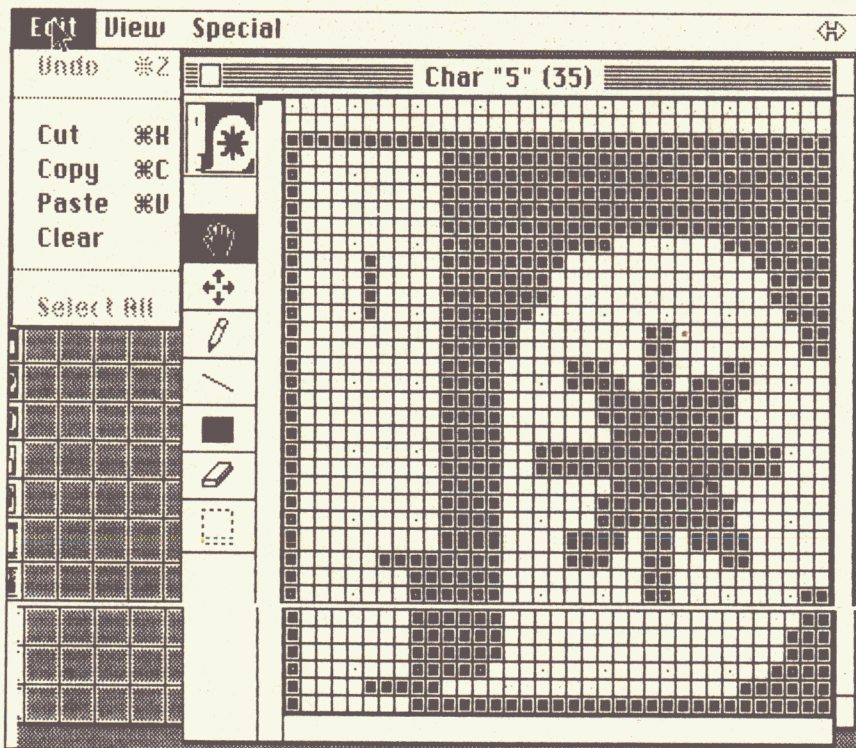 Edit View Special
Undo ⌘Z
Char "5" (35)
Cut ⌘X
Copy ⌘C
Paste ⌘V
Clear
Select All